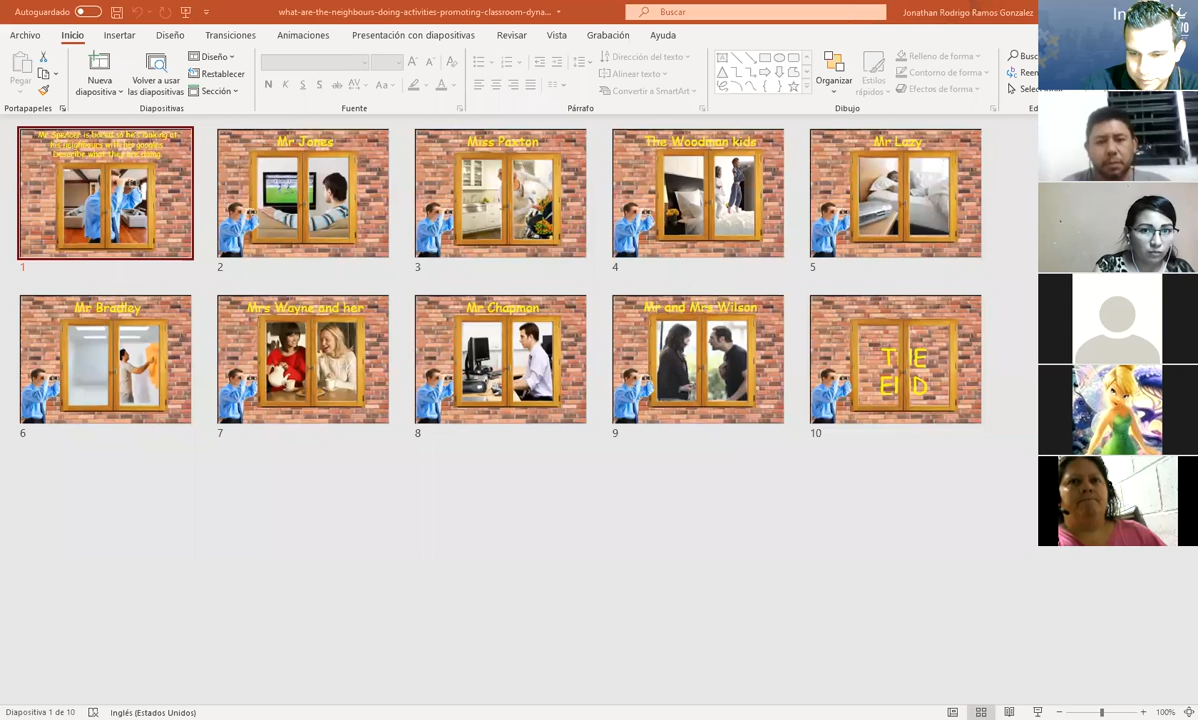 Autoguardado
what-are-the-neighbours-doing-activities-promoting-classroom-dyna...
Buscar
Jonathan Rodrigo Ramos Gonzalez
Archivo Inicio Insertar Diseño Transiciones Animaciones Presentación con diapositivas Revisar Vista Grabación Ayuda
Pegar
Nueva diapositiva
Volver a usar las diapositivas
Diseño
Restablecer
Sección
N K S S ab AV Aa A
Dirección del texto
Alinear texto
Convertir a SmartArt
Organizar
Estilos rápidos
Relleno de forma
Contorno de forma
Efectos de forma
Portapapeles Diapositivas Fuente Párrafo Dibujo
Mr Spencer is bored so he's looking at
his neighbours with his googles.
Describe what they are doing.
1
Mr Jones
2
Miss Paxton
3
The Woodman kids
4
Mr Lazy
5
Mr Bradley
6
Mrs Wayne and her
7
Mr Chapmon
8
Mr and Mrs Wilson
9
THE
END
10
Diapositiva 1 de 10
Inglés (Estados Unidos)
100%